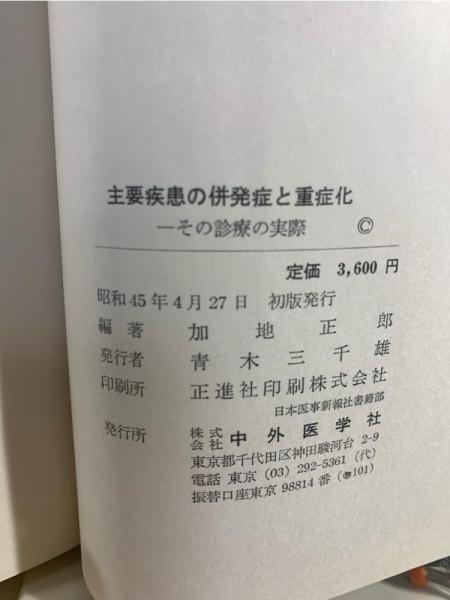 主要疾患の併発症と重症化
―その診療の実際 ©
定価 3,600 円
昭和45年4月27日 初版発行
編著 加地正郎
発行者 青木三千雄
印刷所 正進社印刷株式会社
日本医事新報社書籍部
発行所 株式会社 中外医学社
東京都千代田区神田駿河台 2-9
電話 東京 (03) 292-5361 (代)
振替口座東京 98814 番 (101)